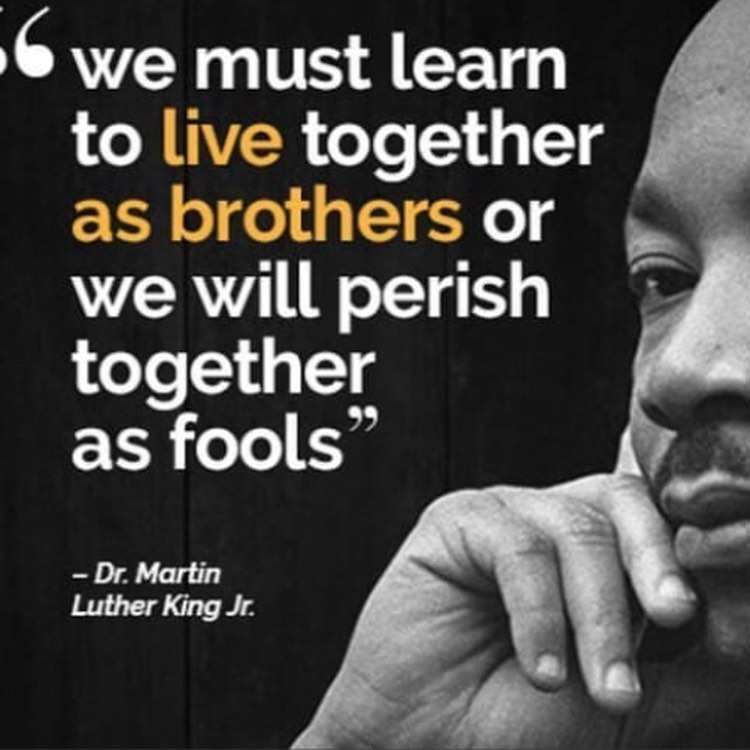 “we must learn
to live together
as brothers or
we will perish
together
as fools”
– Dr. Martin
Luther King Jr.